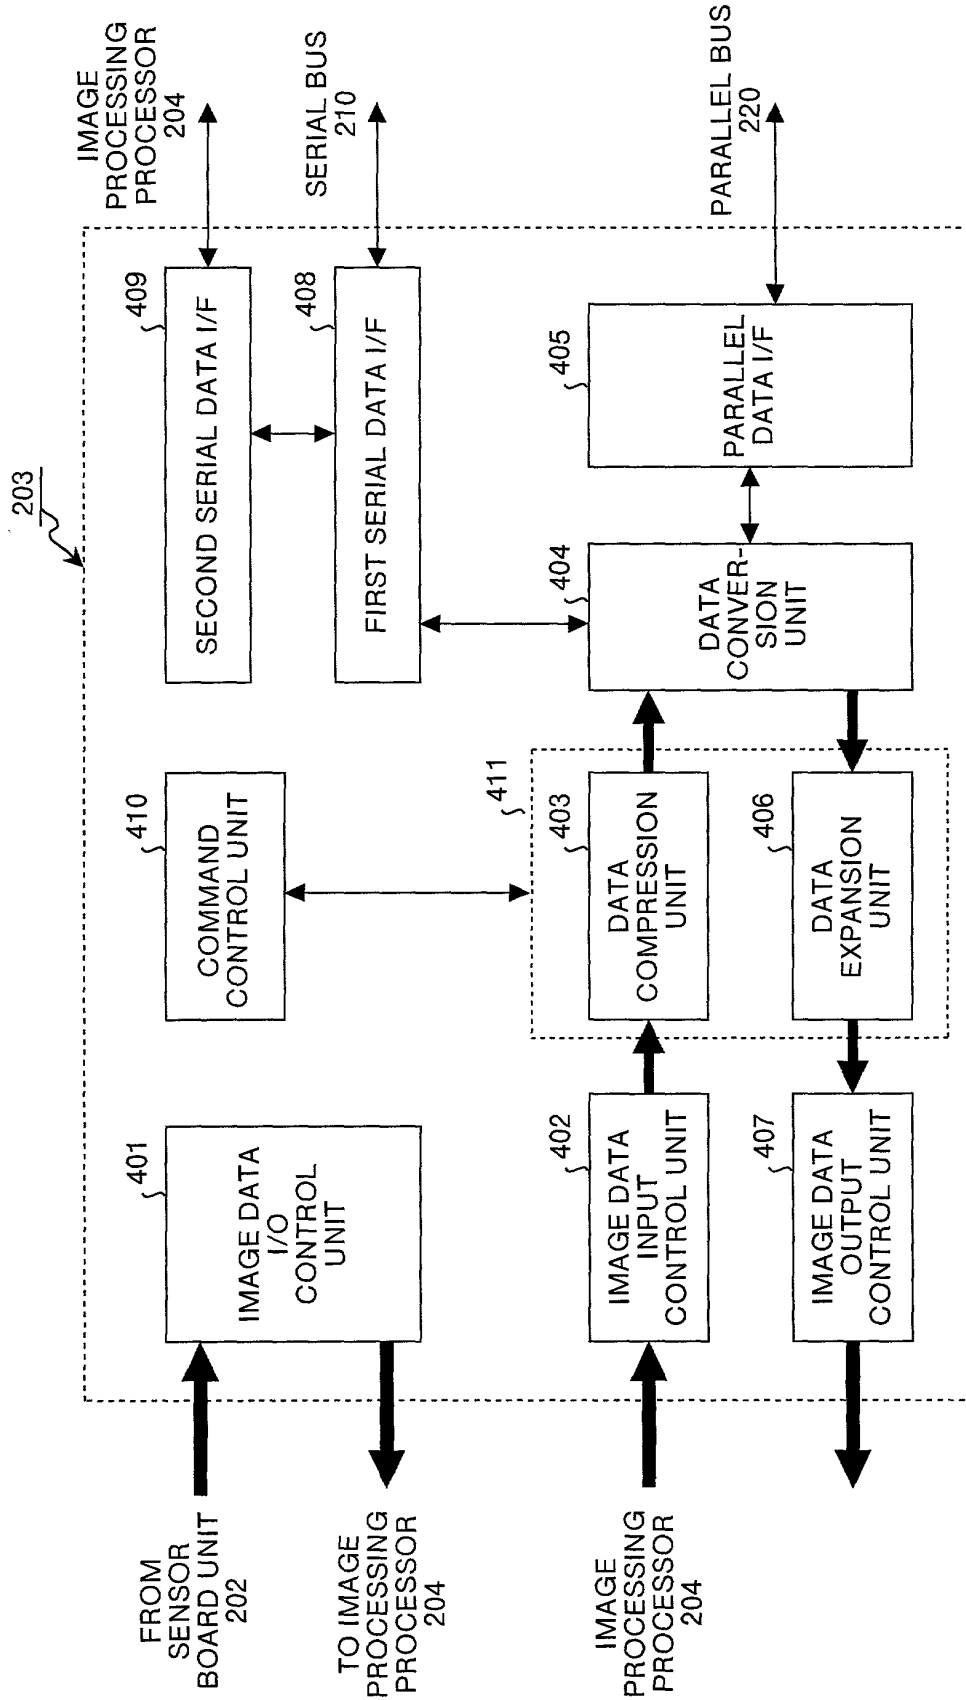 203
FROM
SENSOR
BOARD UNIT
202
TO IMAGE
PROCESSING
PROCESSOR
204
401
IMAGE DATA
I/O
CONTROL
UNIT
410
COMMAND
CONTROL UNIT
409
SECOND SERIAL DATA I/F
IMAGE
PROCESSING
PROCESSOR
204
408
FIRST SERIAL DATA I/F
SERIAL BUS
210
IMAGE
PROCESSING
PROCESSOR
204
402
IMAGE DATA
INPUT
CONTROL UNIT
411
403
DATA
COMPRESSION
UNIT
404
DATA
CONVER-
SION
UNIT
405
PARALLEL
DATA I/F
PARALLEL BUS
220
407
IMAGE DATA
OUTPUT
CONTROL UNIT
406
DATA
EXPANSION
UNIT